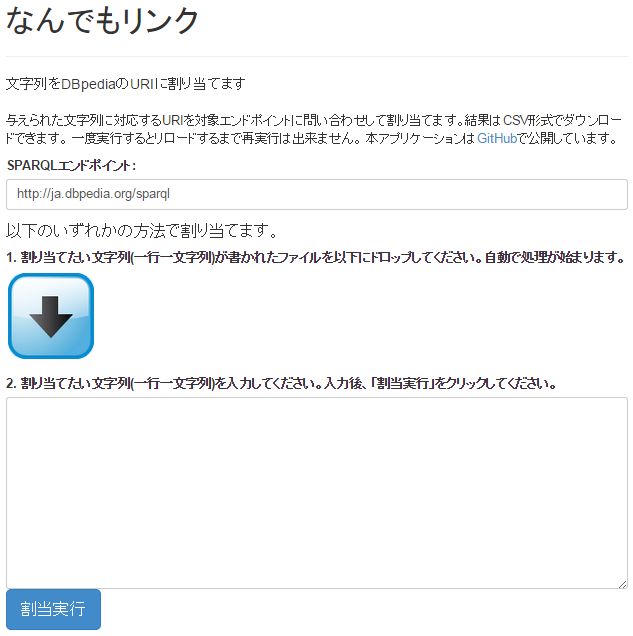 なんでもリンク
文字列をDBpediaのURIに割り当てます
与えられた文字列に対応するURIを対象エンドポイントに問い合わせして割り当てます。結果はCSV形式でダウンロー
ドできます。 一度実行するとリロードするまで再実行は出来ません。 本アプリケーションは GitHubで公開しています。
SPARQLエンドポイント:
http://ja.dbpedia.org/sparql
以下のいずれかの方法で割り当てます。
1. 割り当てたい文字列(一行一文字列)が書かれたファイルを以下にドロップしてください。自動で処理が始まります。
2. 割り当てたい文字列(一行一文字列)を入力してください。入力後、「割当実行」をクリックしてください。
割当実行